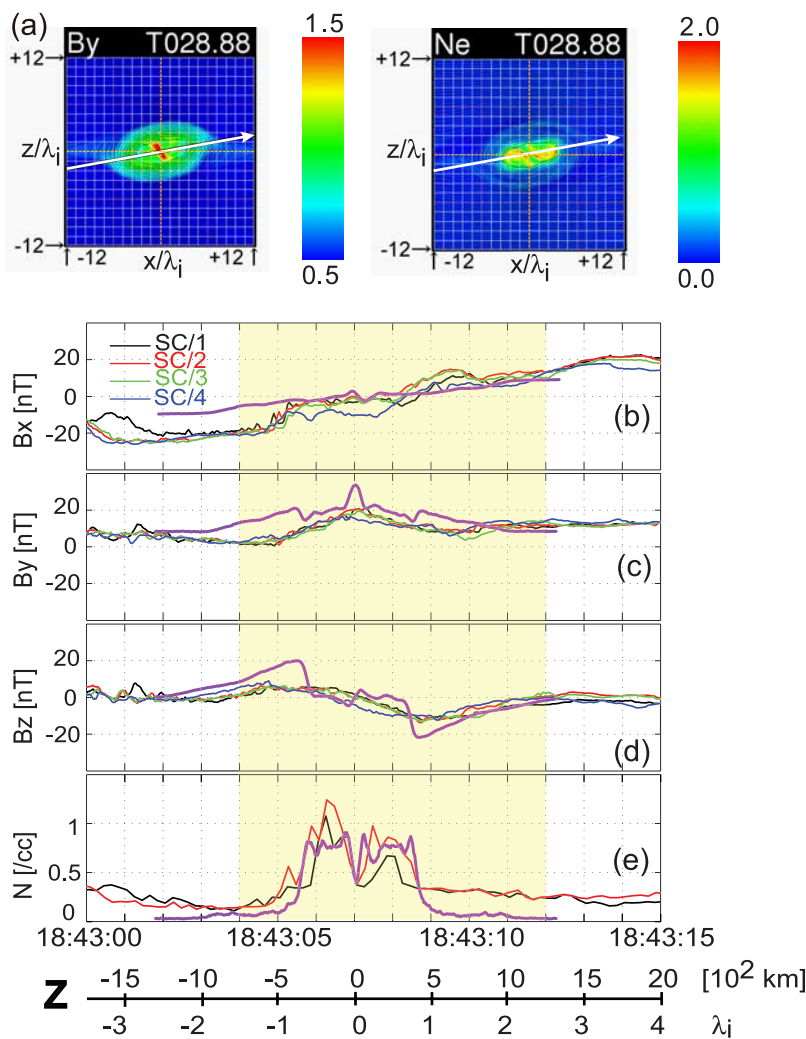 (a)
By T028.88
+12→
z/λi
-12→
↑ -12 x/λi +12 ↑
1.5
0.5
Ne T028.88
+12→
z/λi
-12→
↑ -12 x/λi +12 ↑
2.0
0.0
SC/1
SC/2
SC/3
SC/4
Bx [nT]
20
0
-20
(b)
By [nT]
20
0
-20
(c)
Bz [nT]
20
0
-20
(d)
N [/cc]
1
0.5
0
(e)
18:43:00 18:43:05 18:43:10 18:43:15
Z
-15 -10 -5 0 5 10 15 20 [10² km]
-3 -2 -1 0 1 2 3 4 λi